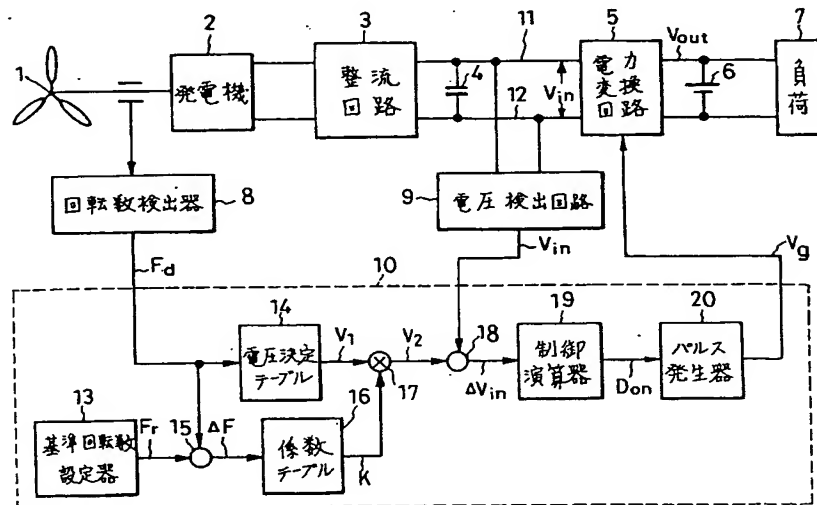 1
2
発電機
3
整流
回路
4
11
12
Vin
5
電力
変換
回路
Vout
6
7
負荷
回転数検出器
8
9
電圧検出回路
Fd
Vin
Vg
10
14
電圧決定
テーブル
V1
17
V2
18
ΔVin
19
制御
演算器
Don
20
パルス
発生器
13
基準回転数
設定器
Fr
15
ΔF
16
係数
テーブル
K